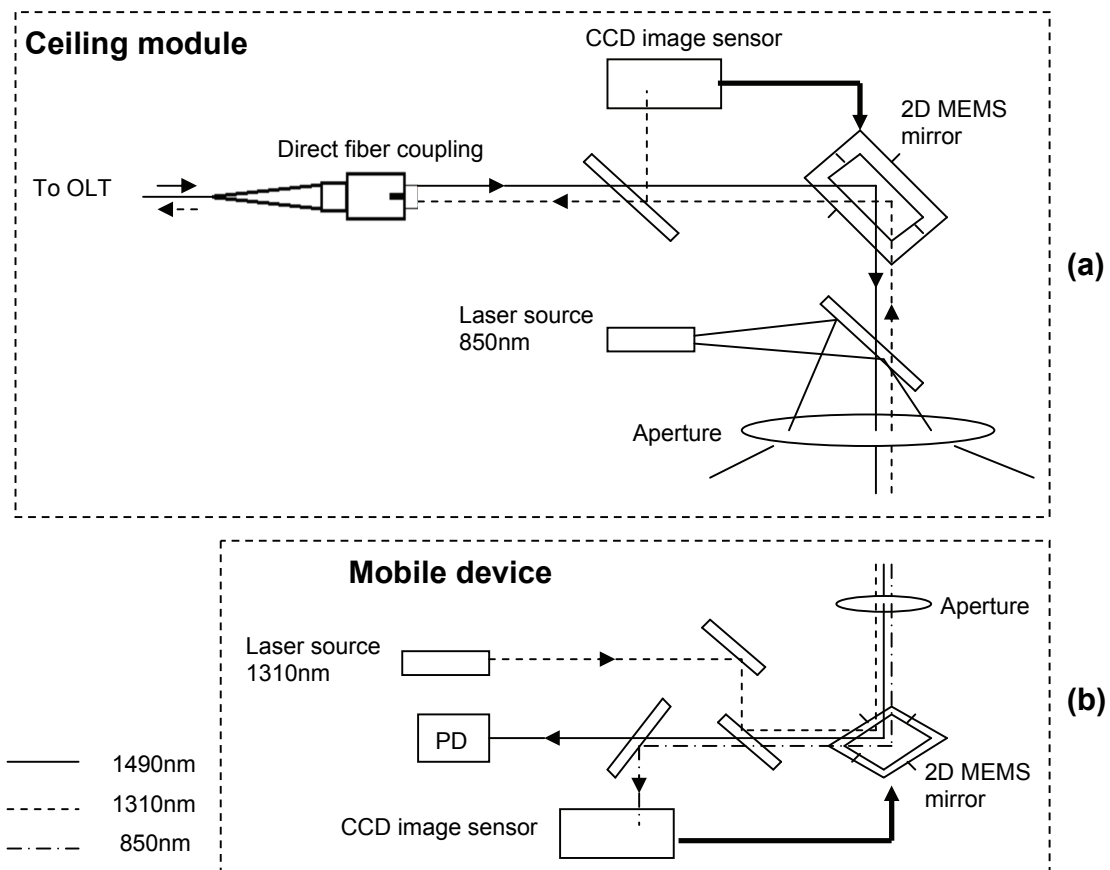 Ceiling module
CCD image sensor
2D MEMS
mirror
Direct fiber coupling
To OLT
(a)
Laser source
850nm
Aperture
Mobile device
Aperture
Laser source
1310nm
(b)
PD
1490nm
2D MEMS
mirror
1310nm
CCD image sensor
850nm